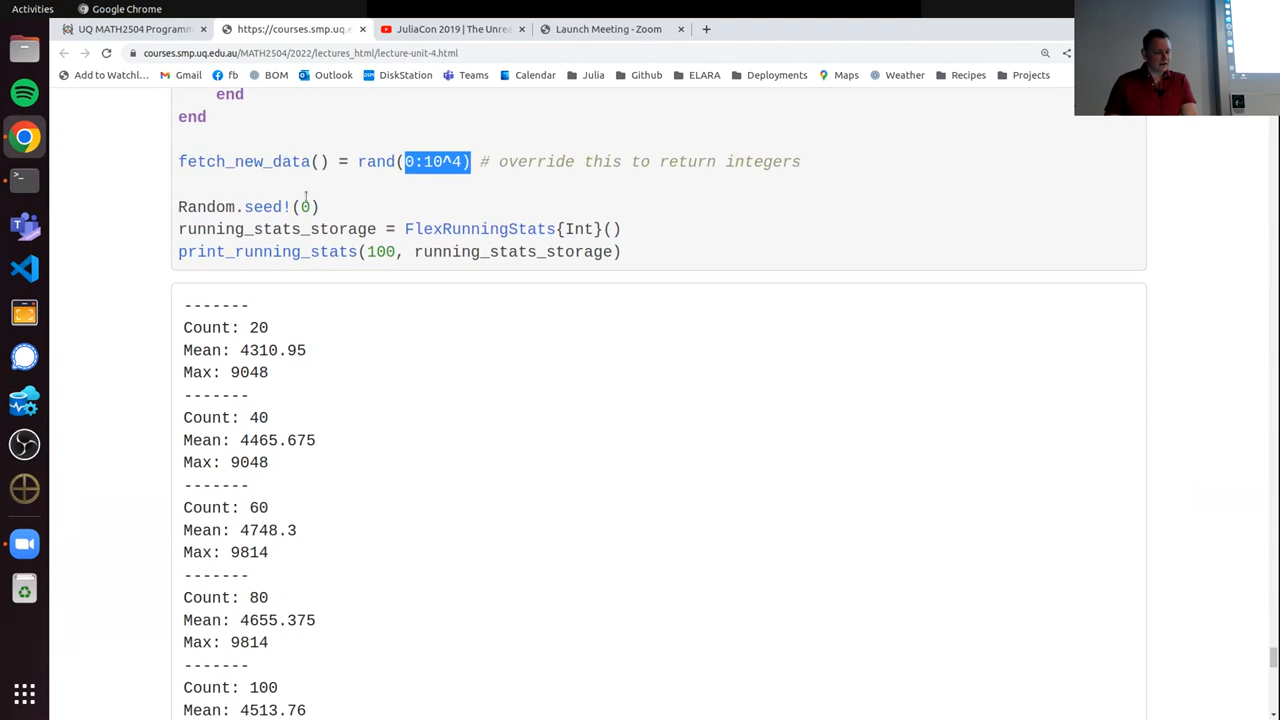 Activities
Google Chrome
UQ MATH2504 Programm
https://courses.smp.uq.e
JuliaCon 2019 | The Unrea
Launch Meeting - Zoom
courses.smp.uq.edu.au/MATH2504/2022/lectures_html/lecture-unit-4.html
Add to Watchl... Gmail fb BOM Outlook DiskStation Teams Calendar Julia Github ELARA Deployments Maps Weather Recipes Projects
end
end
fetch_new_data() = rand(0:10^4) # override this to return integers
Random.seed!(0)
running_stats_storage = FlexRunningStats{Int}()
print_running_stats(100, running_stats_storage)
-------
Count: 20
Mean: 4310.95
Max: 9048
-------
Count: 40
Mean: 4465.675
Max: 9048
-------
Count: 60
Mean: 4748.3
Max: 9814
-------
Count: 80
Mean: 4655.375
Max: 9814
-------
Count: 100
Mean: 4513.76